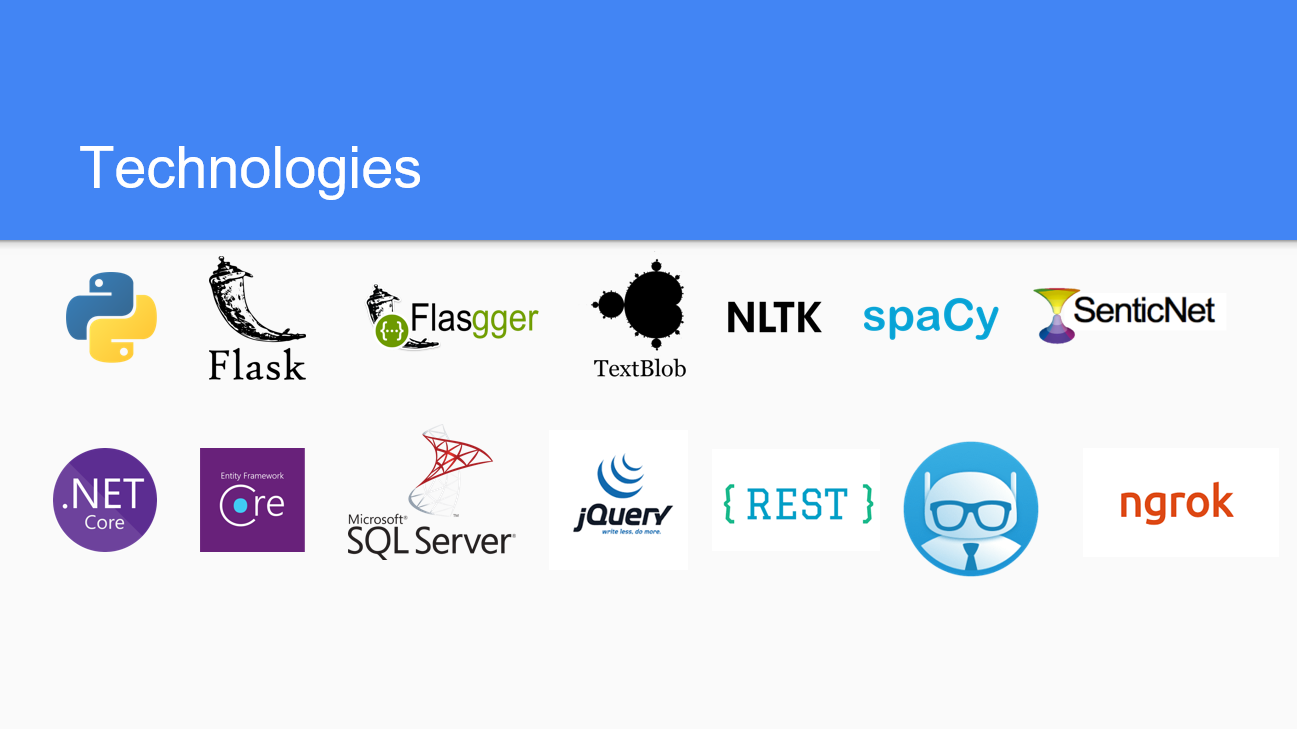 Technologies
Flask
{--} Flasgger
TextBlob
NLTK
spaCy
SenticNet
.NET
Core
Entity Framework
Core
Microsoft®
SQL Server®
™
jQuery
write less, do more.
{ REST }
ngrok